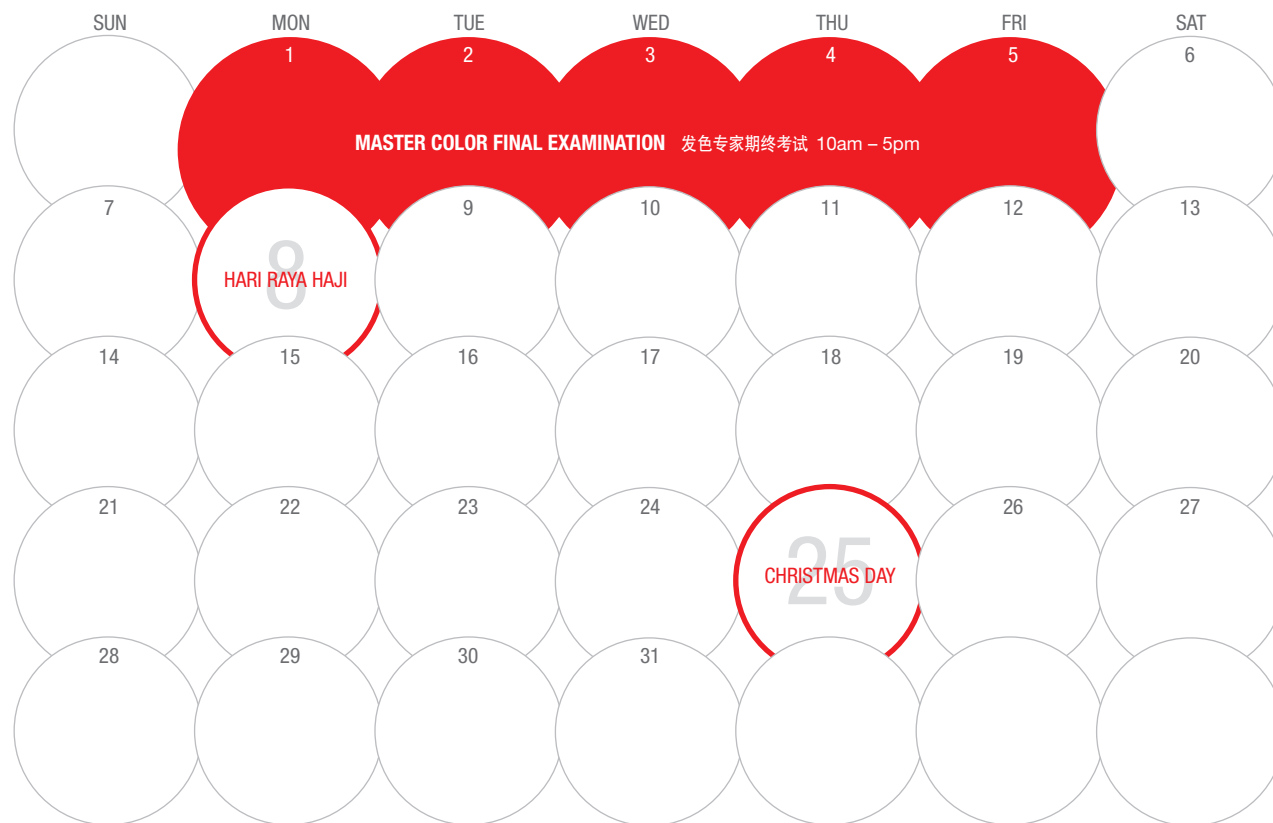 SUN MON TUE WED THU FRI SAT
1 2 3 4 5 6
MASTER COLOR FINAL EXAMINATION 发色专家期终考试 10am – 5pm
7 8 9 10 11 12 13
HARI RAYA HAJI
14 15 16 17 18 19 20
21 22 23 24 25 26 27
CHRISTMAS DAY
28 29 30 31